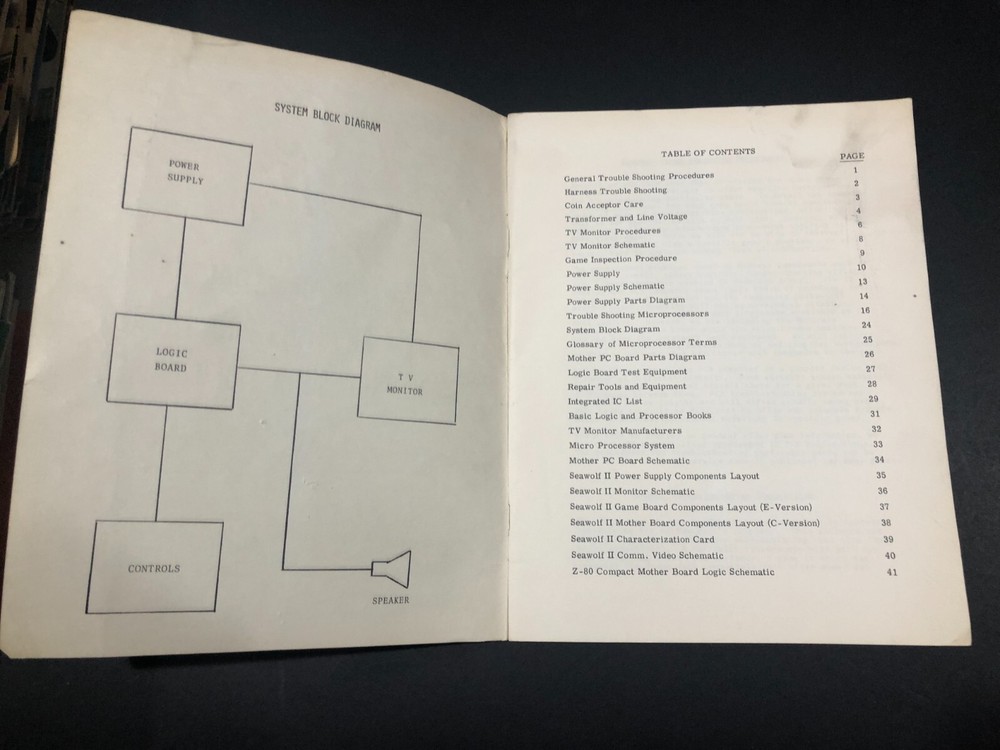 SYSTEM BLOCK DIAGRAM
POWER
SUPPLY
LOGIC
BOARD
T V
MONITOR
CONTROLS
SPEAKER
TABLE OF CONTENTS
PAGE
General Trouble Shooting Procedures 1
Harness Trouble Shooting 2
Coin Acceptor Care 3
Transformer and Line Voltage 4
TV Monitor Procedures 6
TV Monitor Schematic 8
Game Inspection Procedure 9
Power Supply 10
Power Supply Schematic 13
Power Supply Parts Diagram 14
Trouble Shooting Microprocessors 16
System Block Diagram 24
Glossary of Microprocessor Terms 25
Mother PC Board Parts Diagram 26
Logic Board Test Equipment 27
Repair Tools and Equipment 28
Integrated IC List 29
Basic Logic and Processor Books 31
TV Monitor Manufacturers 32
Micro Processor System 33
Mother PC Board Schematic 34
Seawolf II Power Supply Components Layout 35
Seawolf II Monitor Schematic 36
Seawolf II Game Board Components Layout (E-Version) 37
Seawolf II Mother Board Components Layout (C-Version) 38
Seawolf II Characterization Card 39
Seawolf II Comm. Video Schematic 40
Z-80 Compact Mother Board Logic Schematic 41